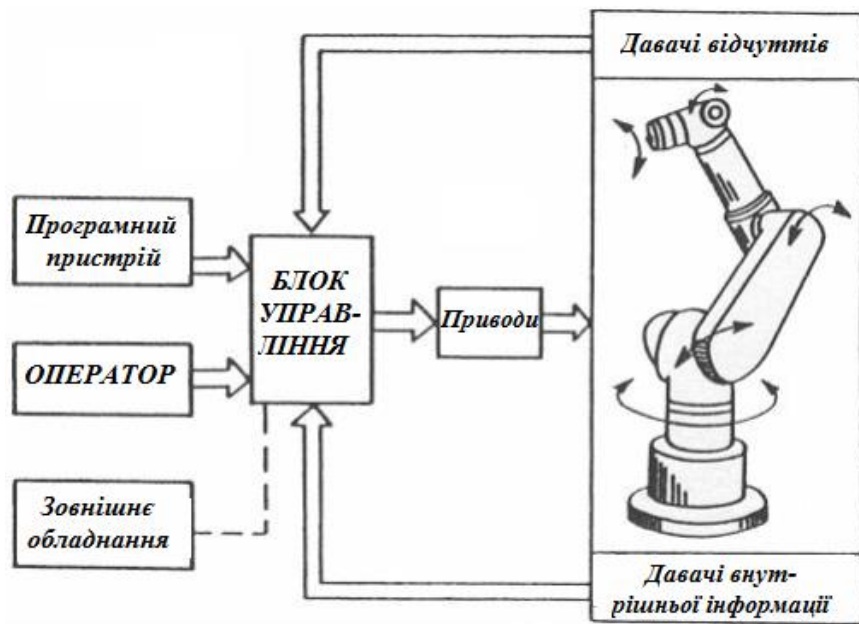 Давачі відчуттів
Програмний
пристрій
БЛОК
УПРАВ-
ЛІННЯ
Приводи
ОПЕРАТОР
Зовнішнє
обладнання
Давачі внут-
рішньої інформації